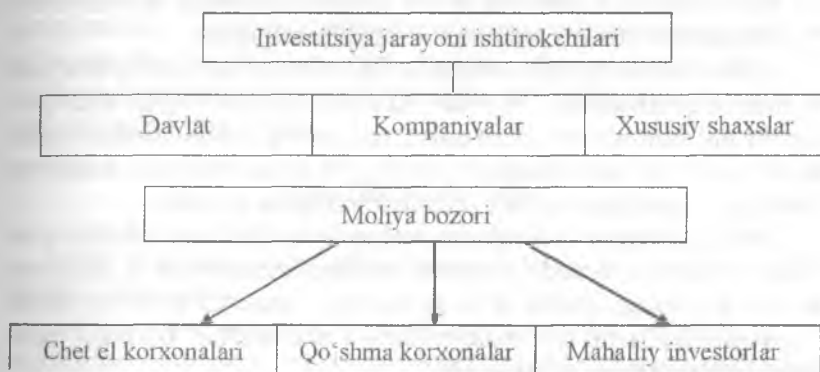 Investitsiya jarayoni ishtirokchilari
Davlat
Kompaniyalar
Xususiy shaxslar
Moliya bozori
Chet el korxonalari
Qo‘shma korxonalar
Mahalliy investorlar